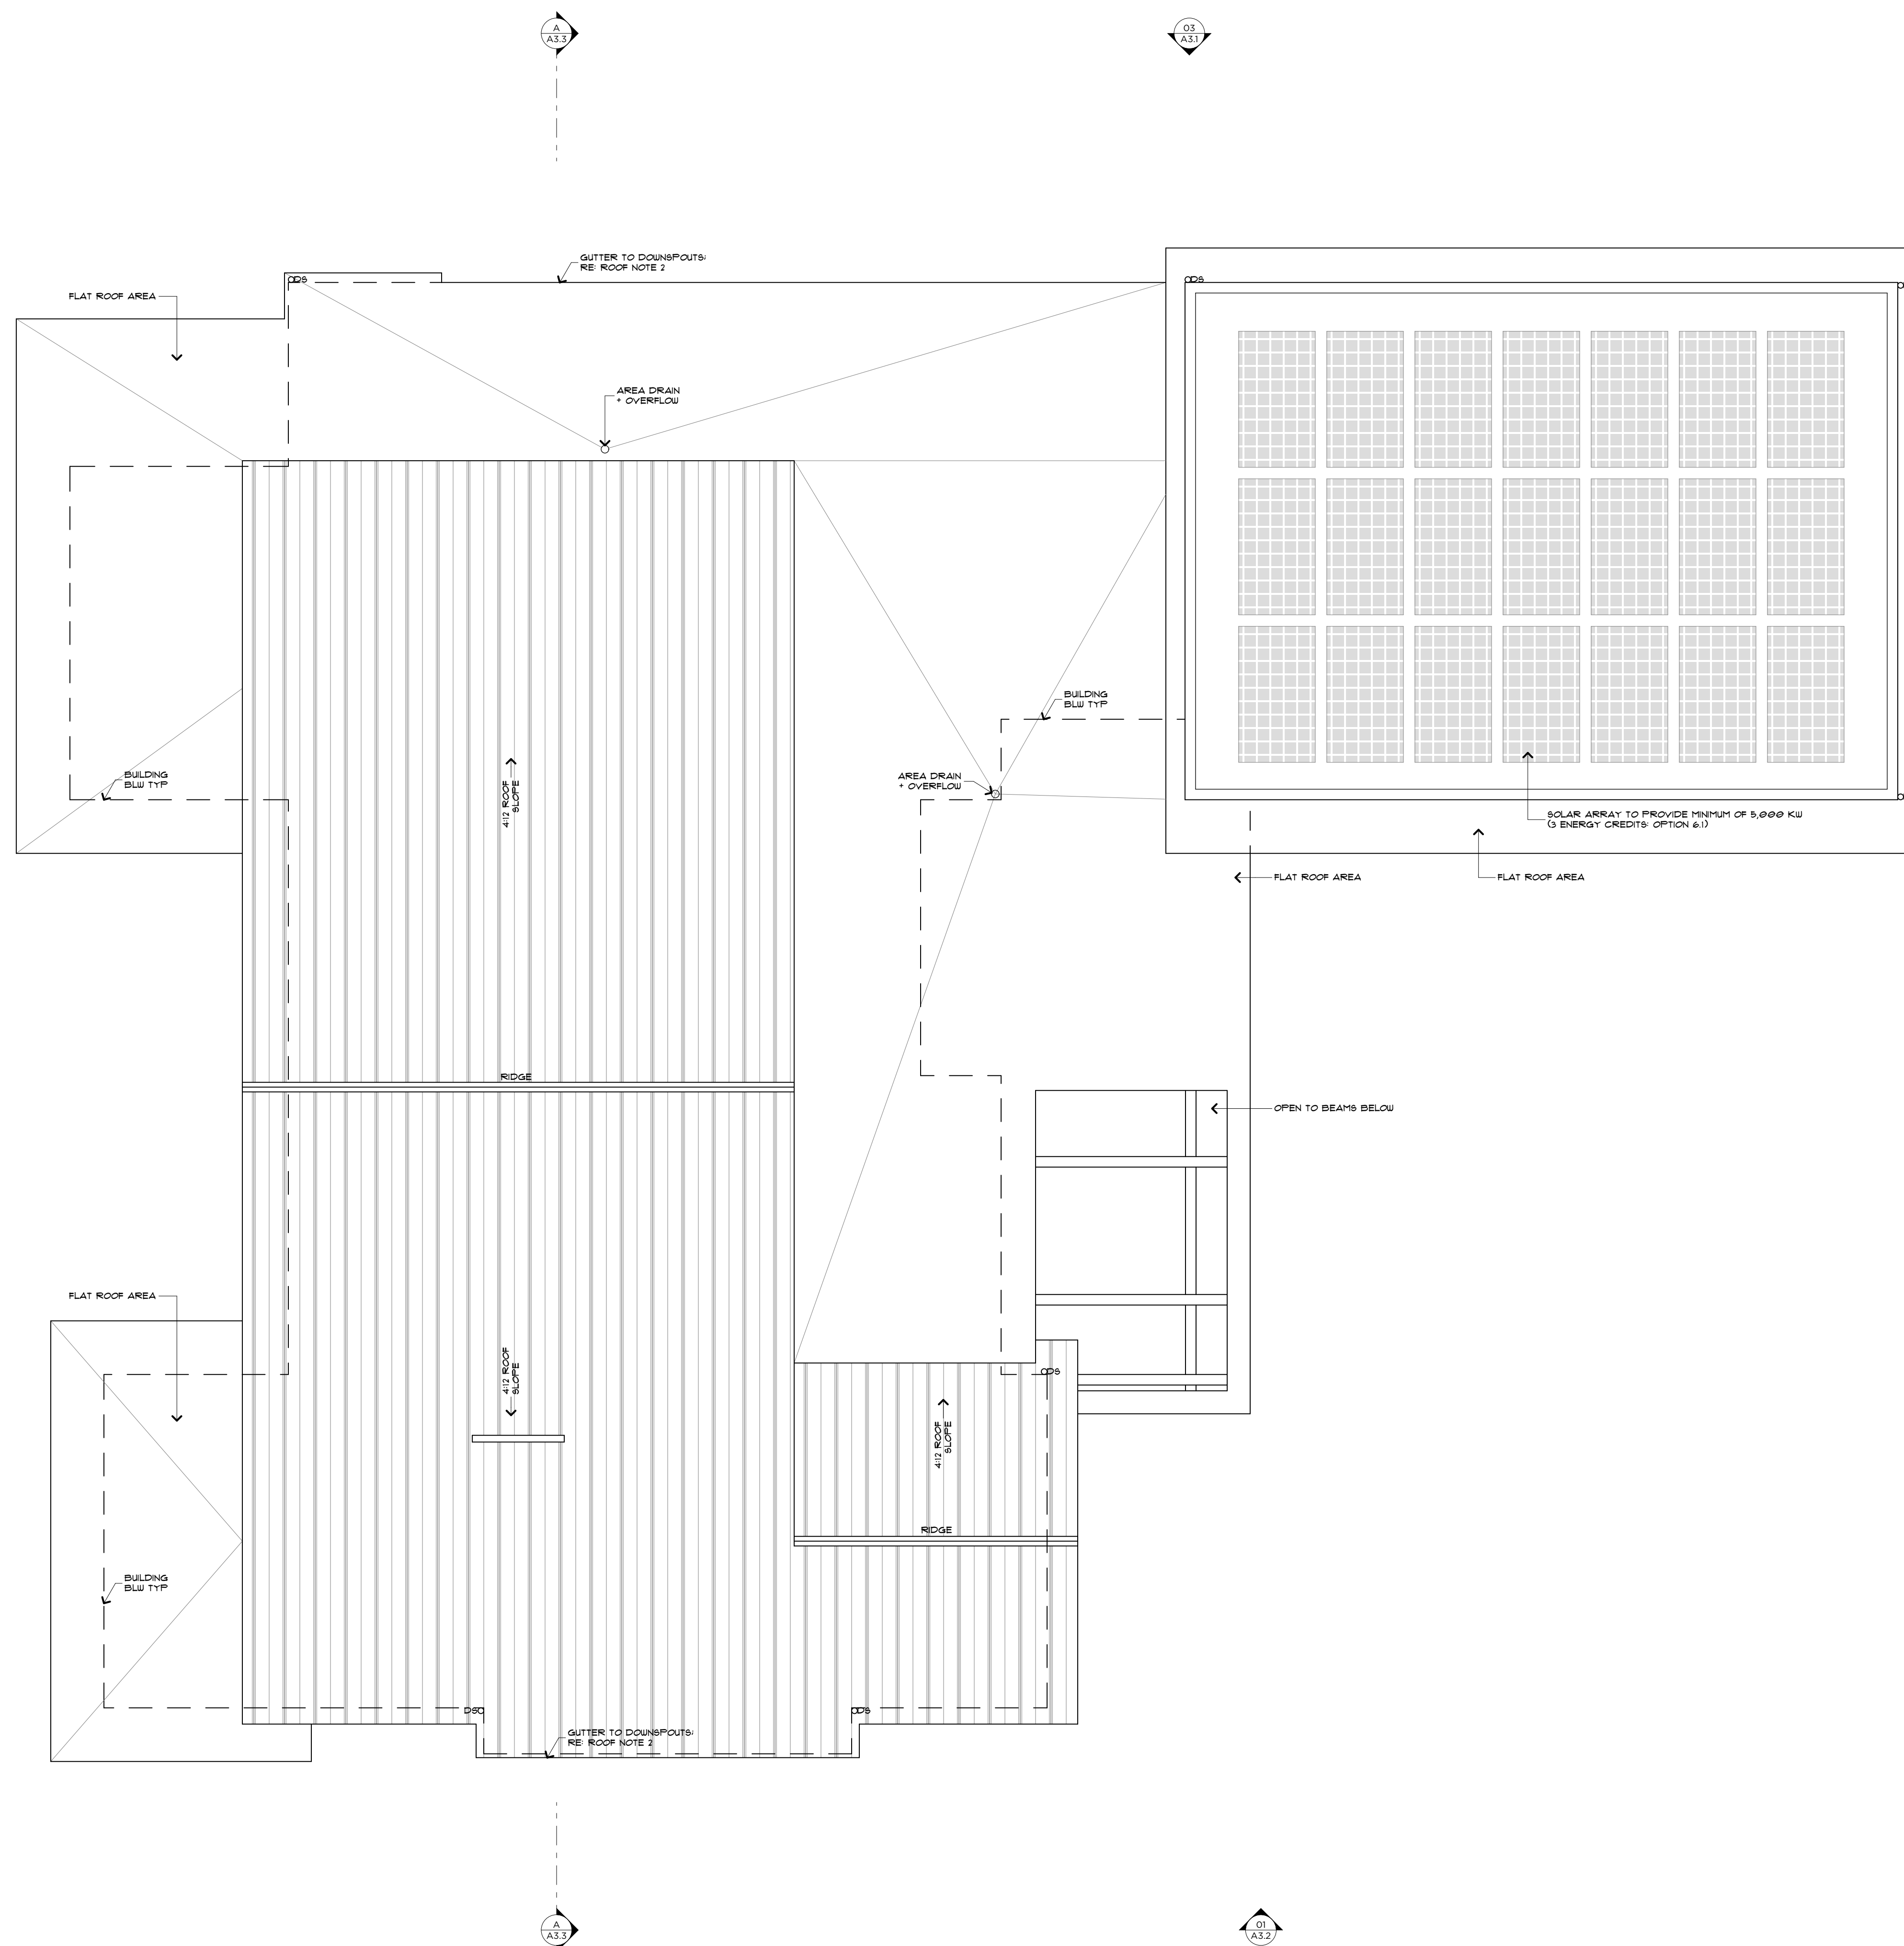 A
A3.3
03
A3.1
GUTTER TO DOWNSPOUTS:
RE: ROOF NOTE 2
DS
DS
FLAT ROOF AREA
AREA DRAIN
+ OVERFLOW
BUILDING
BLW TYP
BUILDING
BLW TYP
AREA DRAIN
+ OVERFLOW
4:12 ROOF
SLOPE
SOLAR ARRAY TO PROVIDE MINIMUM OF 5,000 KW
(3 ENERGY CREDITS: OPTION 6.1)
FLAT ROOF AREA
FLAT ROOF AREA
RIDGE
OPEN TO BEAMS BELOW
FLAT ROOF AREA
4:12 ROOF
SLOPE
DS
4:12 ROOF
SLOPE
RIDGE
BUILDING
BLW TYP
DS
DS
GUTTER TO DOWNSPOUTS:
RE: ROOF NOTE 2
A
A3.3
01
A3.2